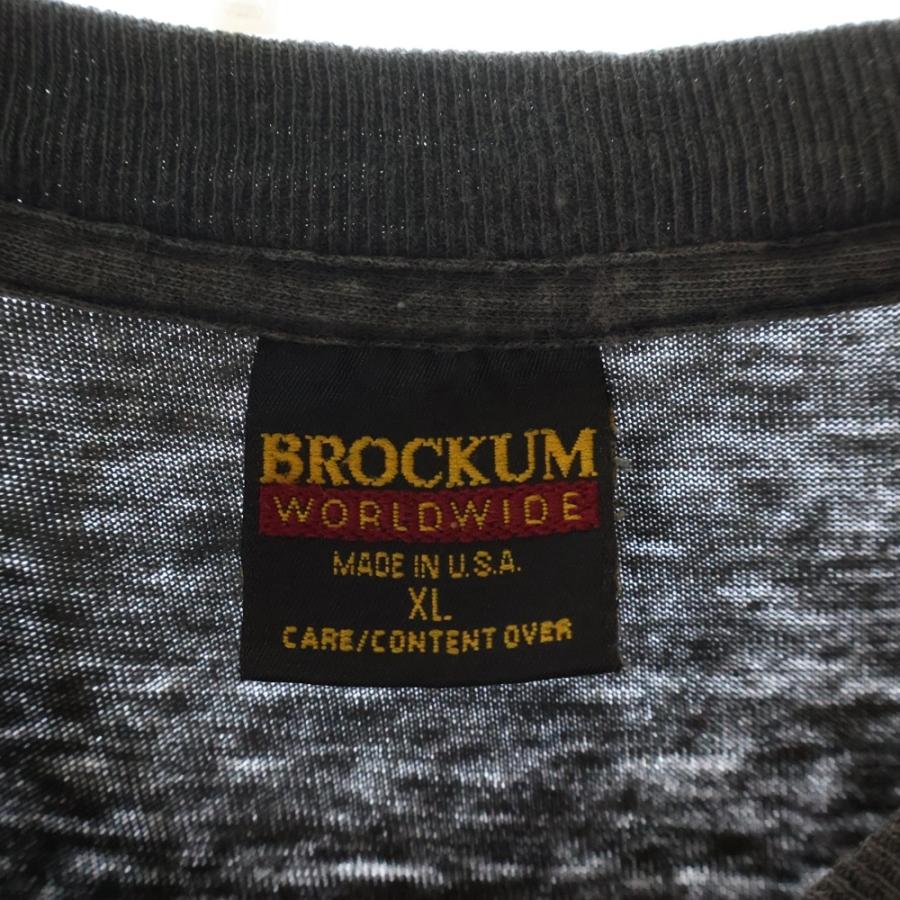 BROCKUM
WORLDWIDE
MADE IN U.S.A.
XL
CARE/CONTENT OVER